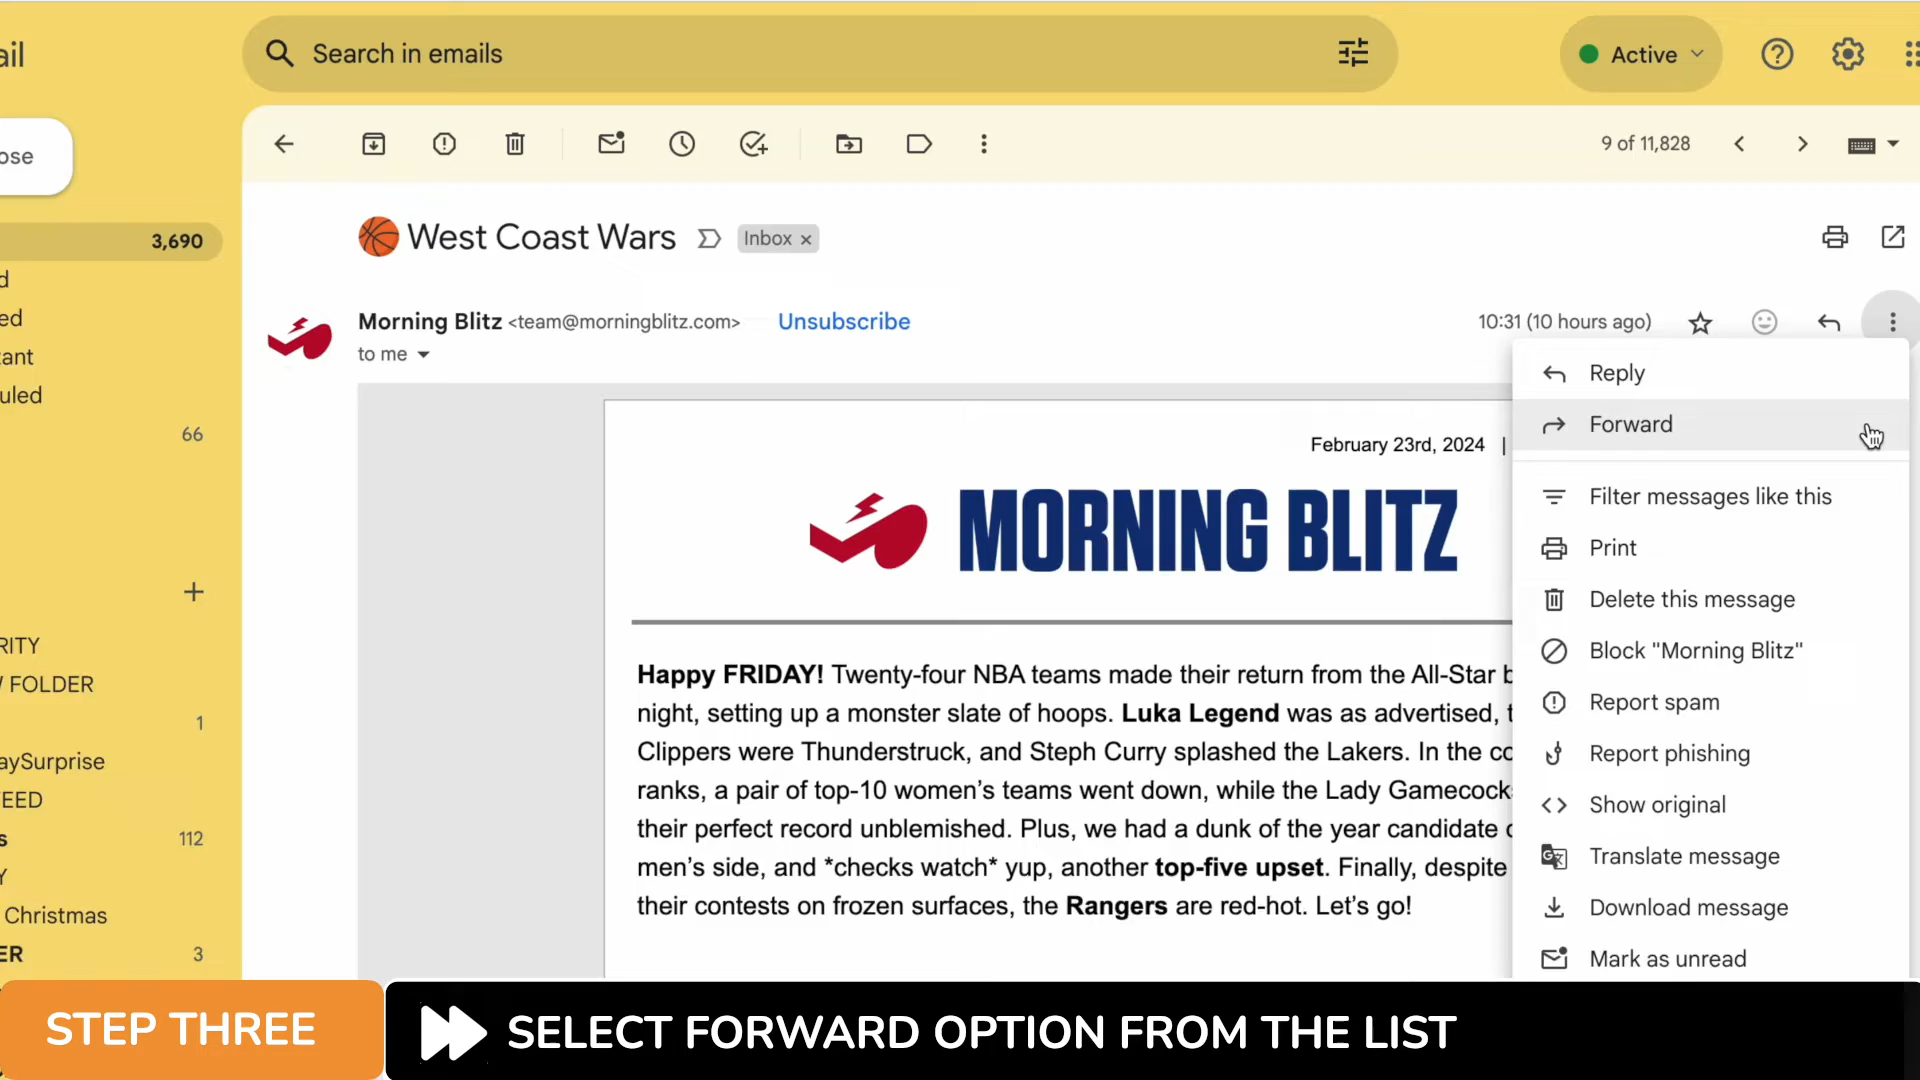 ail
Search in emails
Active
ose
9 of 11,828
3,690
d
ed
tant
uled
66
RITY
FOLDER
1
aySurprise
EED
s
112
Y
Christmas
ER
3
West Coast Wars
Inbox
Morning Blitz <team@morningblitz.com> Unsubscribe
10:31 (10 hours ago)
to me
February 23rd, 2024 |
MORNING BLITZ
Happy FRIDAY! Twenty-four NBA teams made their return from the All-Star b
night, setting up a monster slate of hoops. Luka Legend was as advertised, t
Clippers were Thunderstruck, and Steph Curry splashed the Lakers. In the co
ranks, a pair of top-10 women’s teams went down, while the Lady Gamecock
their perfect record unblemished. Plus, we had a dunk of the year candidate o
men’s side, and *checks watch* yup, another top-five upset. Finally, despite
their contests on frozen surfaces, the Rangers are red-hot. Let’s go!
Reply
Forward
Filter messages like this
Print
Delete this message
Block "Morning Blitz"
Report spam
Report phishing
Show original
Translate message
Download message
Mark as unread
STEP THREE
SELECT FORWARD OPTION FROM THE LIST